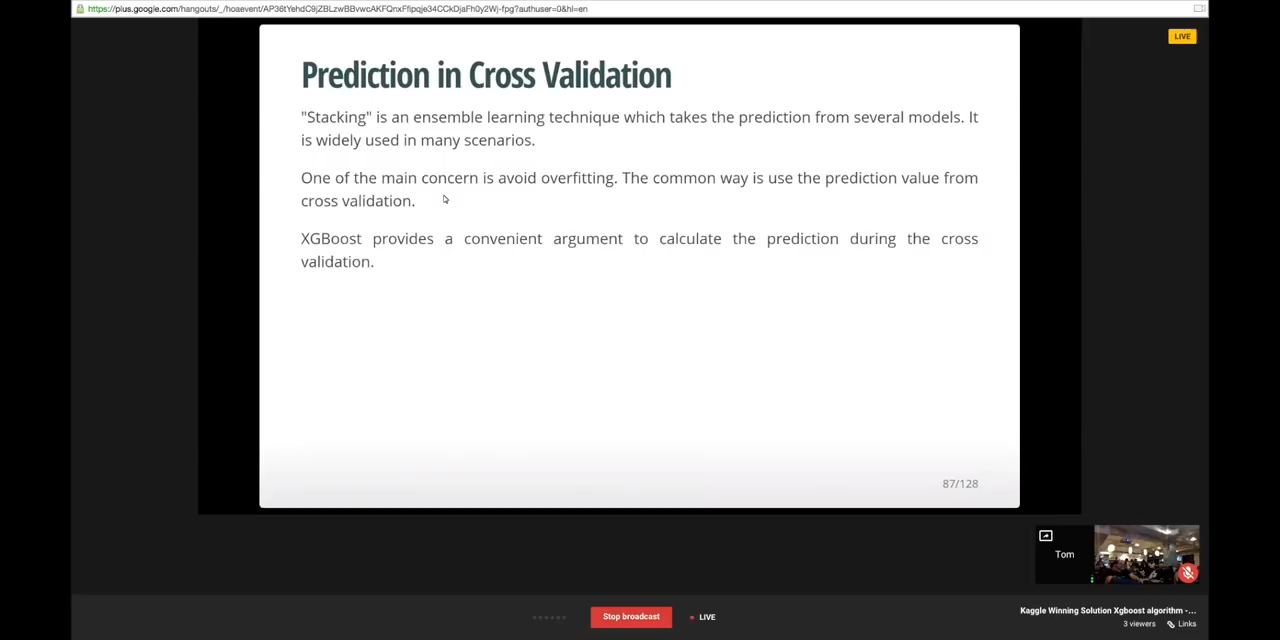 https://plus.google.com/hangouts/_/hoaevent/AP36tYehdC9jZBLzwBBvwcAKFQnxFfipqje34CCkDjaFh0y2Wj-fpg?authuser=0&hl=en
LIVE
Prediction in Cross Validation
"Stacking" is an ensemble learning technique which takes the prediction from several models. It
is widely used in many scenarios.
One of the main concern is avoid overfitting. The common way is use the prediction value from
cross validation.
XGBoost provides a convenient argument to calculate the prediction during the cross
validation.
87/128
Tom
Stop broadcast
LIVE
Kaggle Winning Solution Xgboost algorithm -...
3 viewers
Links